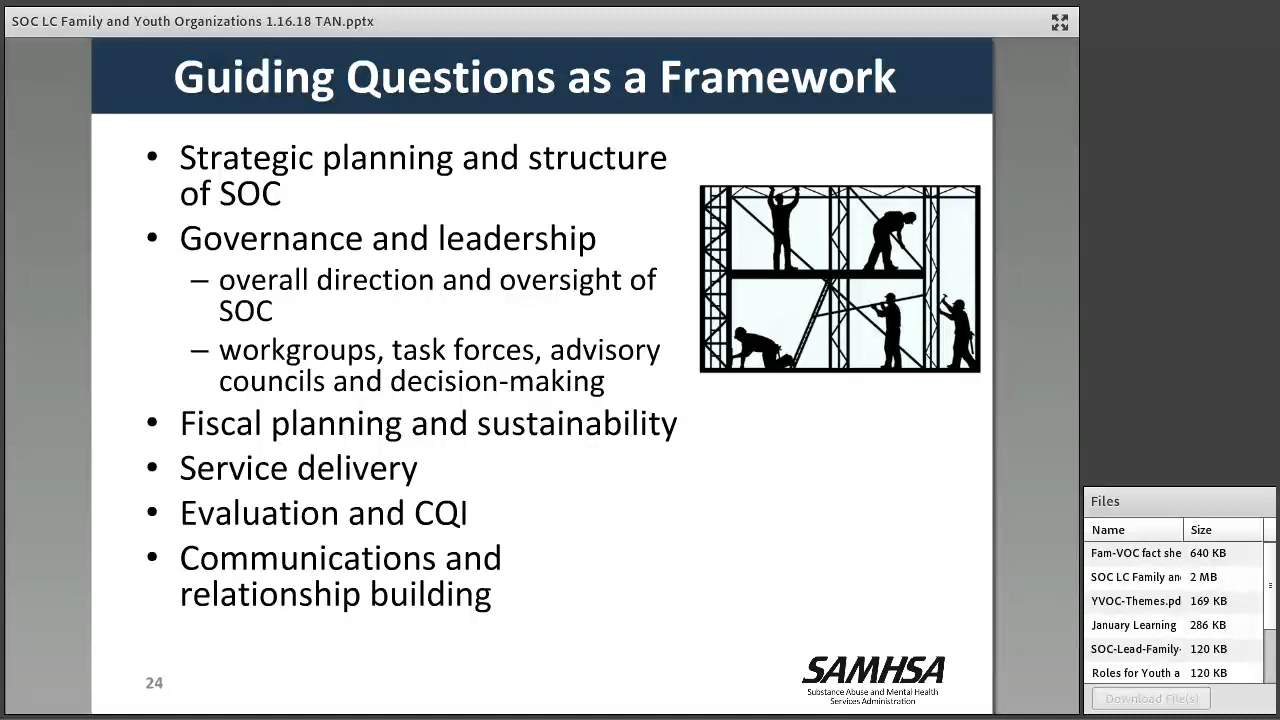 SOC LC Family and Youth Organizations 1.16.18 TAN.pptx
Guiding Questions as a Framework
• Strategic planning and structure
of SOC
• Governance and leadership
– overall direction and oversight of
SOC
– workgroups, task forces, advisory
councils and decision-making
• Fiscal planning and sustainability
• Service delivery
• Evaluation and CQI
• Communications and
relationship building
24
SAMHSA
Substance Abuse and Mental Health
Services Administration
Files
Name Size
Fam-VOC fact she 640 KB
SOC LC Family an 2 MB
YVOC-Themes.pd 169 KB
January Learning 286 KB
SOC-Lead-Family- 120 KB
Roles for Youth a 120 KB
Download File(s)